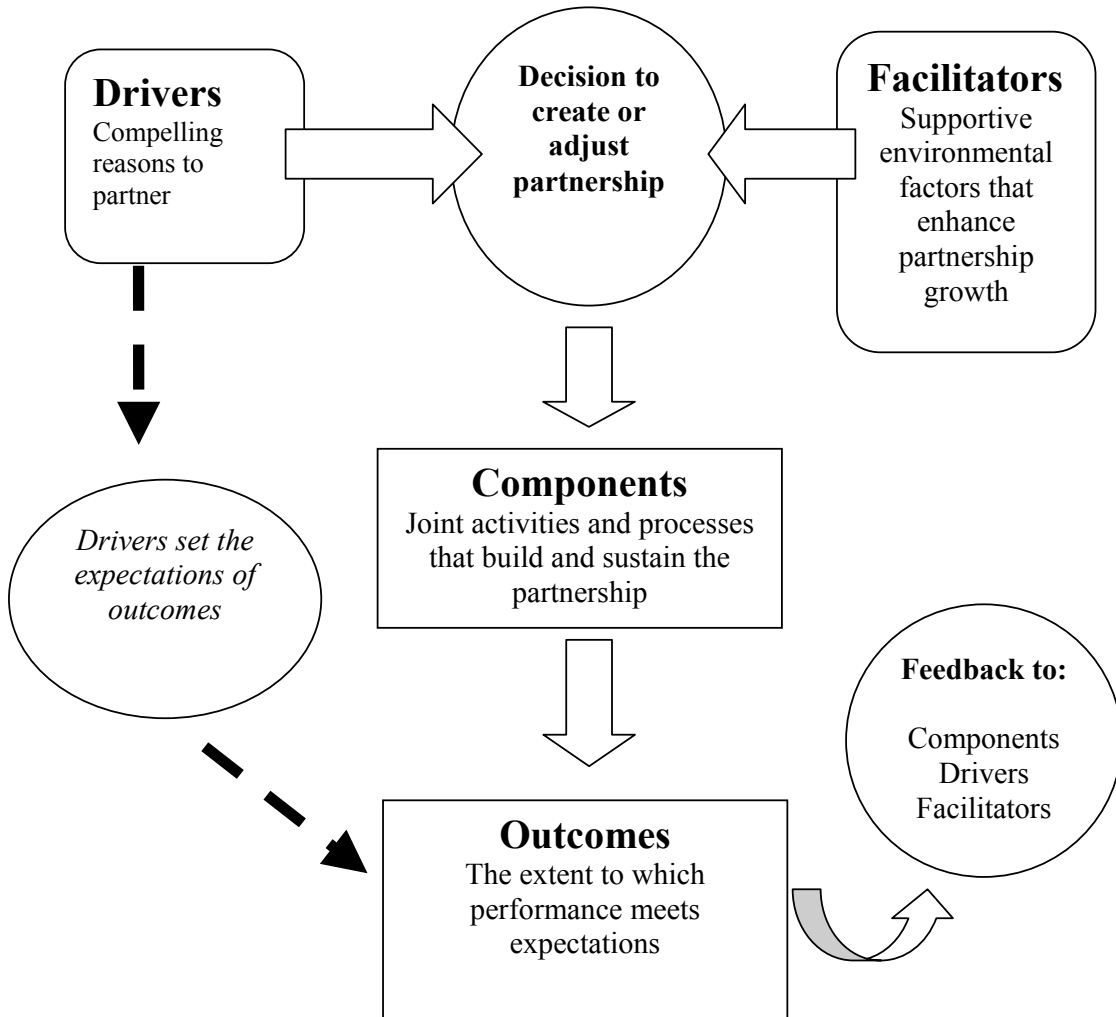 Drivers
Compelling
reasons to
partner
Decision to
create or
adjust
partnership
Facilitators
Supportive
environmental
factors that
enhance
partnership
growth
Components
Joint activities and processes
that build and sustain the
partnership
Drivers set the
expectations of
outcomes
Feedback to:
Components
Drivers
Facilitators
Outcomes
The extent to which
performance meets
expectations